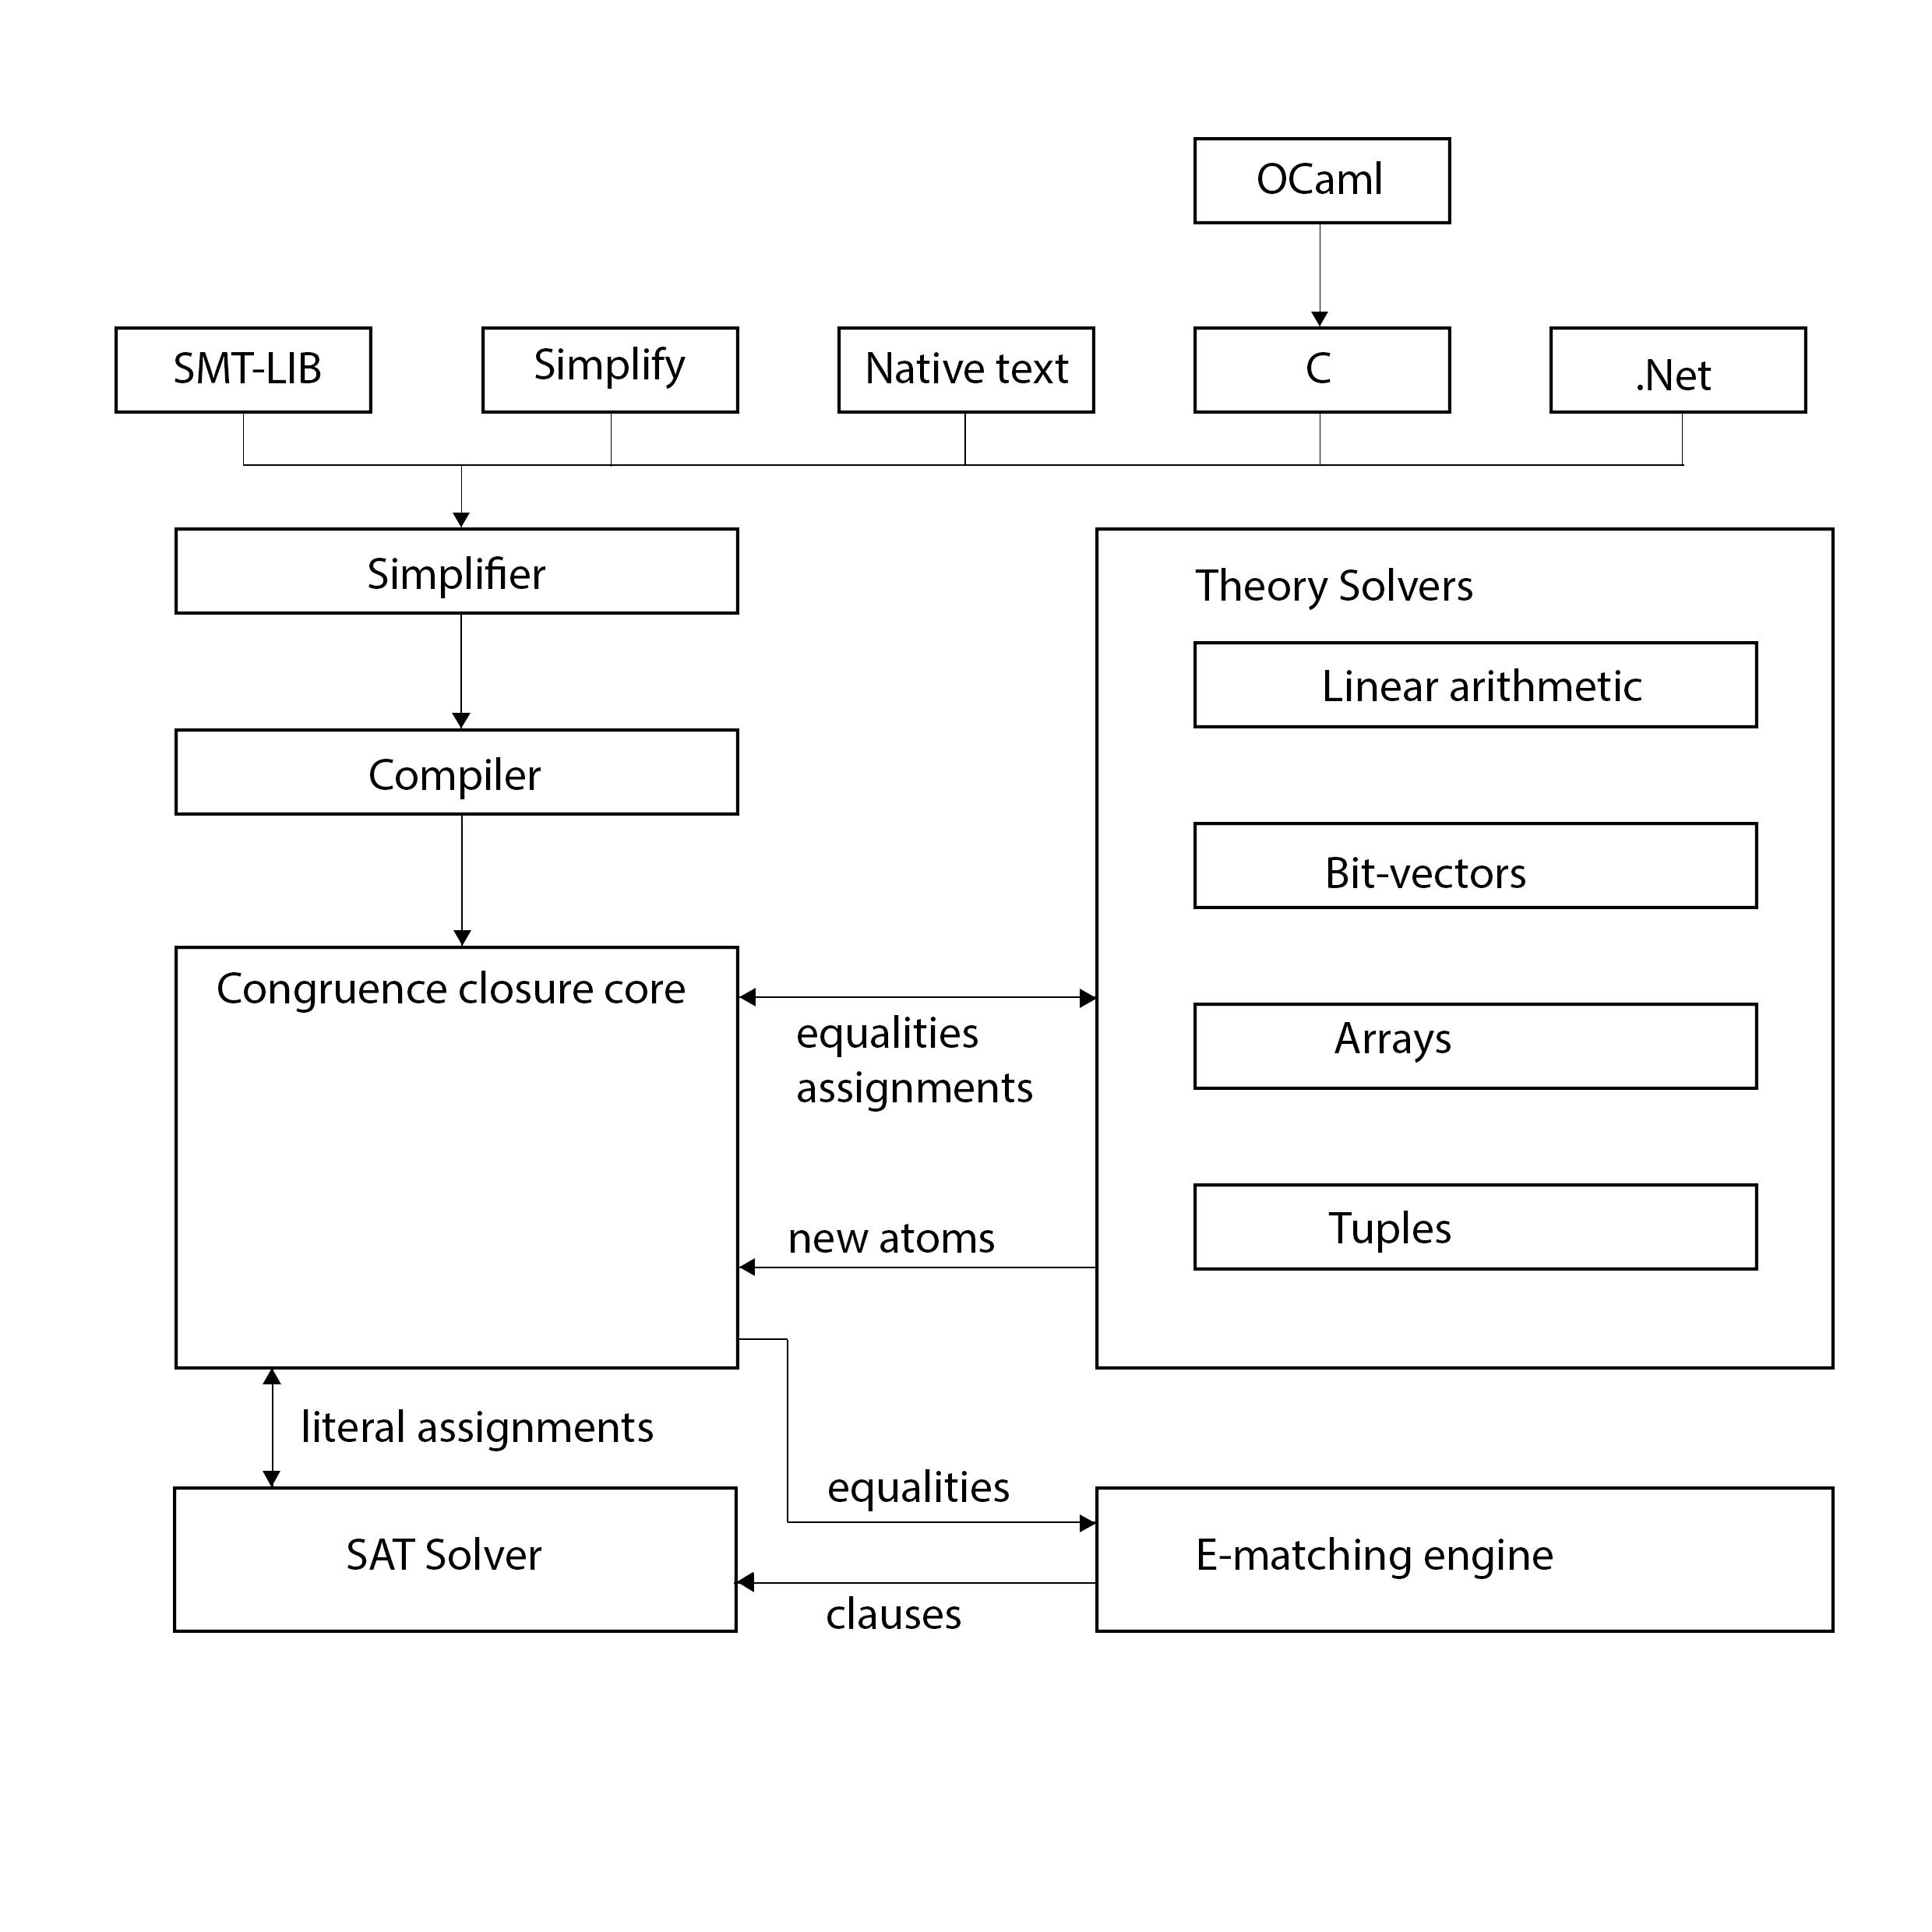 OCaml
SMT-LIB
Simplify
Native text
C
.Net
Simplifier
Theory Solvers
Linear arithmetic
Compiler
Bit-vectors
Congruence closure core
equalities
assignments
Arrays
new atoms
Tuples
literal assignments
equalities
SAT Solver
E-matching engine
clauses